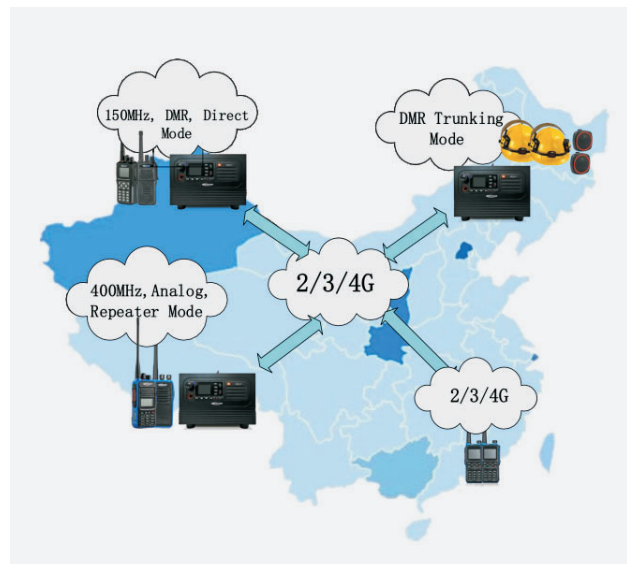 150MHz, DMR, Direct
Mode
DMR Trunking
Mode
2/3/4G
400MHz, Analog,
Repeater Mode
2/3/4G